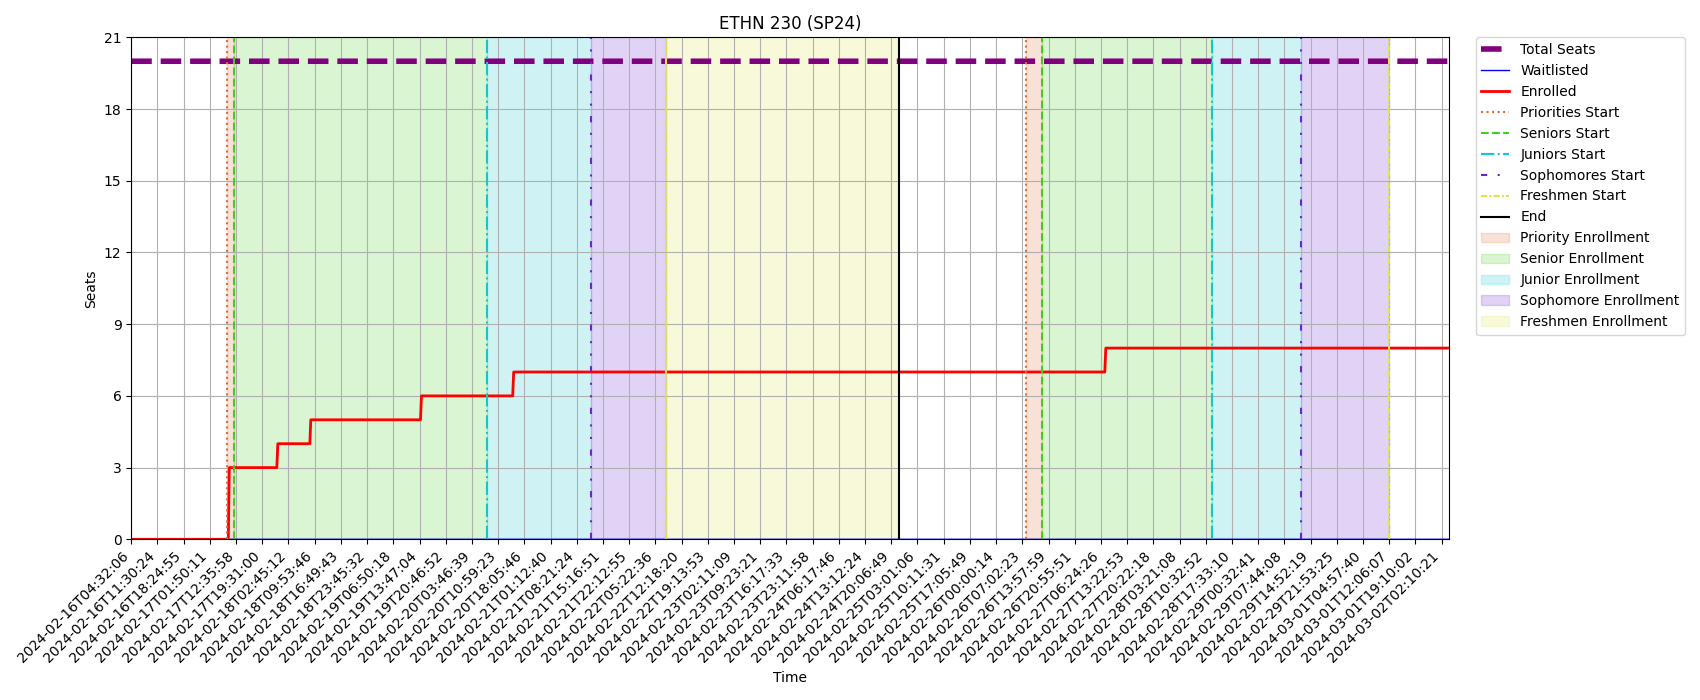 ETHN 230 (SP24)
21
18
15
12
9
6
3
0
Seats
2024-02-16T04:32:06
2024-02-16T11:30:24
2024-02-16T18:24:55
2024-02-17T01:50:11
2024-02-17T12:35:58
2024-02-17T19:31:00
2024-02-18T02:45:12
2024-02-18T09:53:46
2024-02-18T16:49:43
2024-02-18T23:45:32
2024-02-19T06:50:18
2024-02-19T13:47:04
2024-02-19T20:46:52
2024-02-20T03:46:39
2024-02-20T10:59:23
2024-02-20T18:05:46
2024-02-21T01:12:40
2024-02-21T08:21:24
2024-02-21T15:16:51
2024-02-21T22:12:55
2024-02-22T05:22:36
2024-02-22T12:18:20
2024-02-22T19:13:53
2024-02-23T02:11:09
2024-02-23T09:23:21
2024-02-23T16:17:33
2024-02-23T23:11:58
2024-02-24T06:17:46
2024-02-24T13:12:24
2024-02-24T20:06:49
2024-02-25T03:01:06
2024-02-25T10:11:31
2024-02-25T17:05:49
2024-02-26T00:00:14
2024-02-26T07:02:23
2024-02-26T13:57:59
2024-02-26T20:55:51
2024-02-27T06:24:26
2024-02-27T13:22:53
2024-02-27T20:22:18
2024-02-28T03:21:08
2024-02-28T10:32:52
2024-02-28T17:33:10
2024-02-29T00:32:41
2024-02-29T07:44:08
2024-02-29T14:52:19
2024-02-29T21:53:25
2024-03-01T04:57:40
2024-03-01T12:06:07
2024-03-01T19:10:02
2024-03-02T02:10:21
Time
Total Seats
Waitlisted
Enrolled
Priorities Start
Seniors Start
Juniors Start
Sophomores Start
Freshmen Start
End
Priority Enrollment
Senior Enrollment
Junior Enrollment
Sophomore Enrollment
Freshmen Enrollment